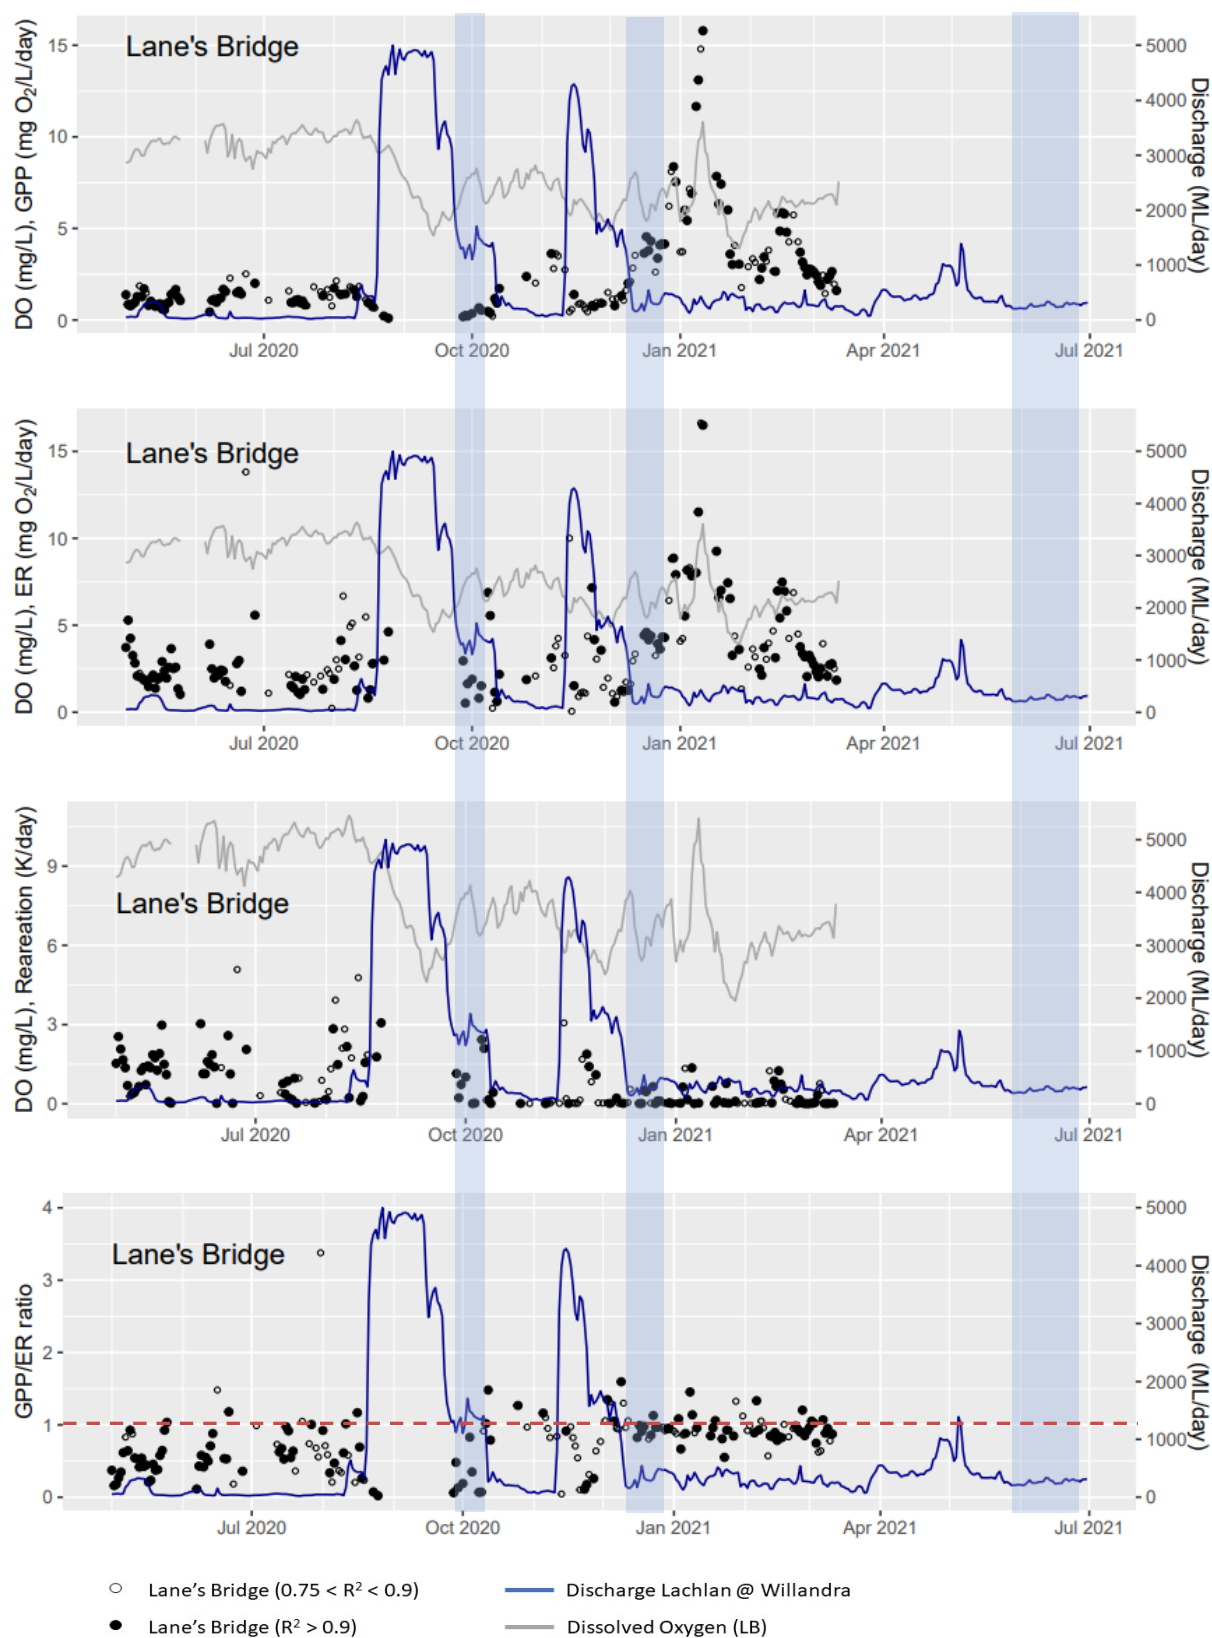 Lane's Bridge
DO (mg/L), GPP (mg O₂/L/day)
15
10
5
0
5000
4000
3000
2000
1000
0
Discharge (ML/day)
Jul 2020
Oct 2020
Jan 2021
Apr 2021
Jul 2021
Lane's Bridge
DO (mg/L), ER (mg O₂/L/day)
15
10
5
0
5000
4000
3000
2000
1000
0
Discharge (ML/day)
Jul 2020
Oct 2020
Jan 2021
Apr 2021
Jul 2021
Lane's Bridge
DO (mg/L), Reareation (K/day)
9
6
3
0
5000
4000
3000
2000
1000
0
Discharge (ML/day)
Jul 2020
Oct 2020
Jan 2021
Apr 2021
Jul 2021
Lane's Bridge
GPP/ER ratio
4
3
2
1
0
5000
4000
3000
2000
1000
0
Discharge (ML/day)
Jul 2020
Oct 2020
Jan 2021
Apr 2021
Jul 2021
Lane's Bridge (0.75 < R² < 0.9)
Discharge Lachlan @ Willandra
Lane's Bridge (R² > 0.9)
Dissolved Oxygen (LB)